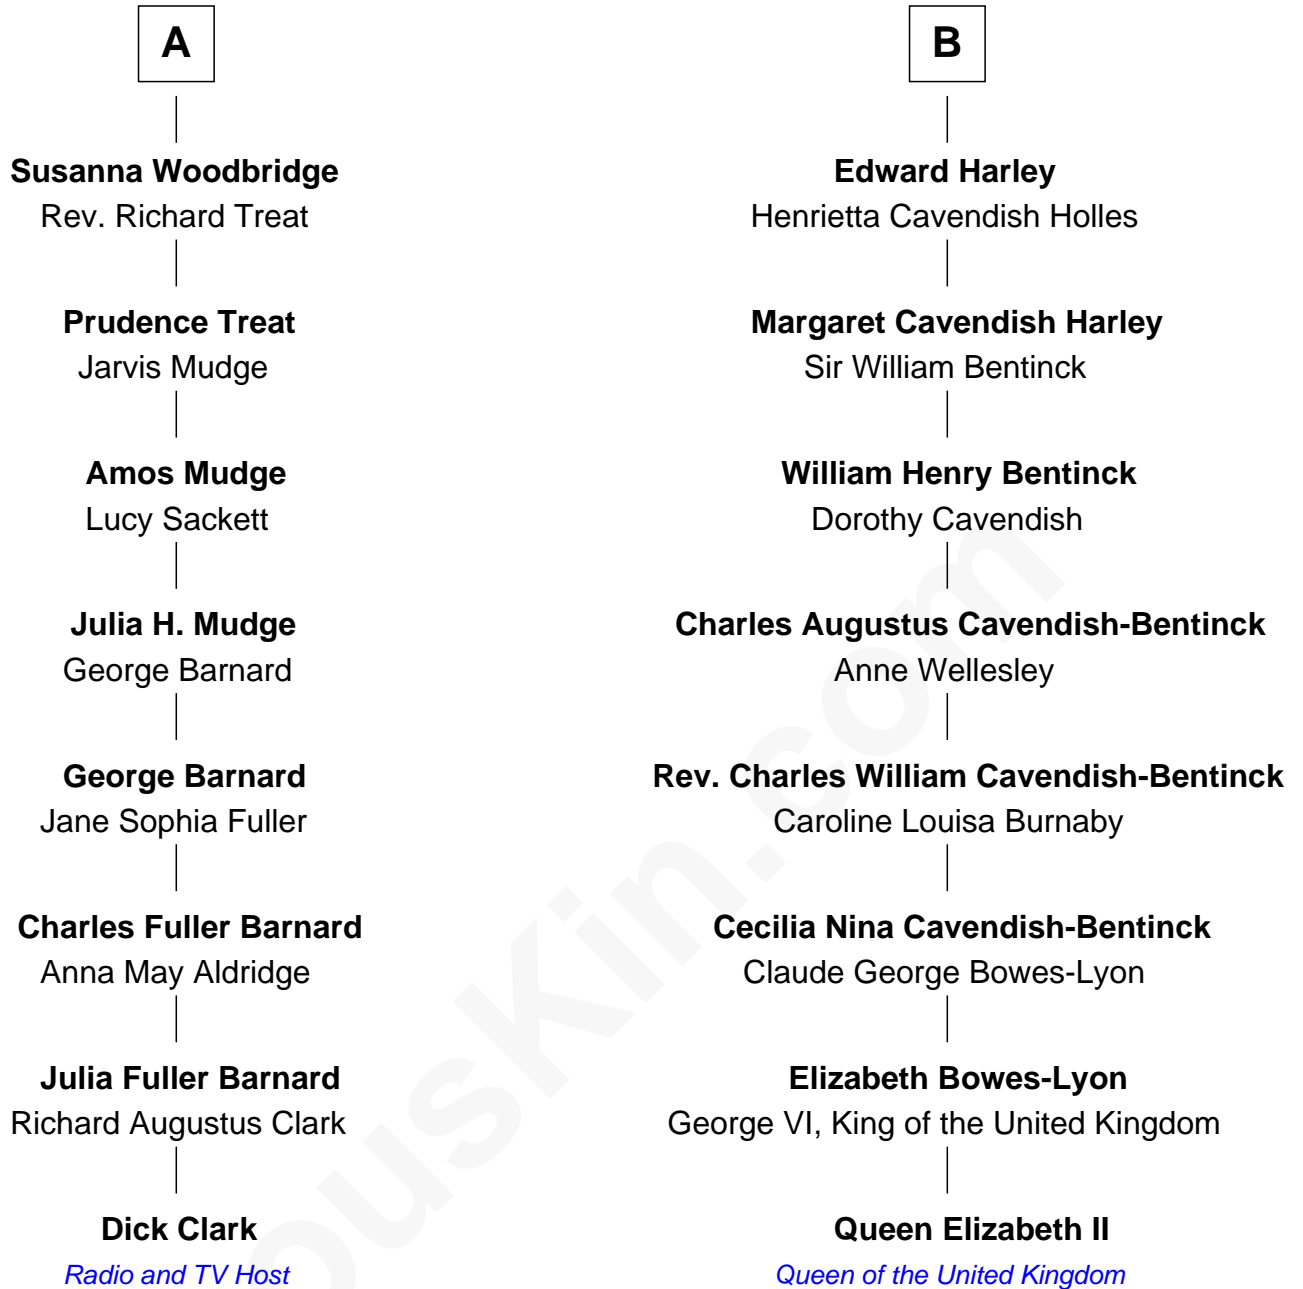 A
Susanna Woodbridge
Rev. Richard Treat
Prudence Treat
Jarvis Mudge
Amos Mudge
Lucy Sackett
Julia H. Mudge
George Barnard
George Barnard
Jane Sophia Fuller
Charles Fuller Barnard
Anna May Aldridge
Julia Fuller Barnard
Richard Augustus Clark
Dick Clark
Radio and TV Host
B
Edward Harley
Henrietta Cavendish Holles
Margaret Cavendish Harley
Sir William Bentinck
William Henry Bentinck
Dorothy Cavendish
Charles Augustus Cavendish-Bentinck
Anne Wellesley
Rev. Charles William Cavendish-Bentinck
Caroline Louisa Burnaby
Cecilia Nina Cavendish-Bentinck
Claude George Bowes-Lyon
Elizabeth Bowes-Lyon
George VI, King of the United Kingdom
Queen Elizabeth II
Queen of the United Kingdom
ousKin.com